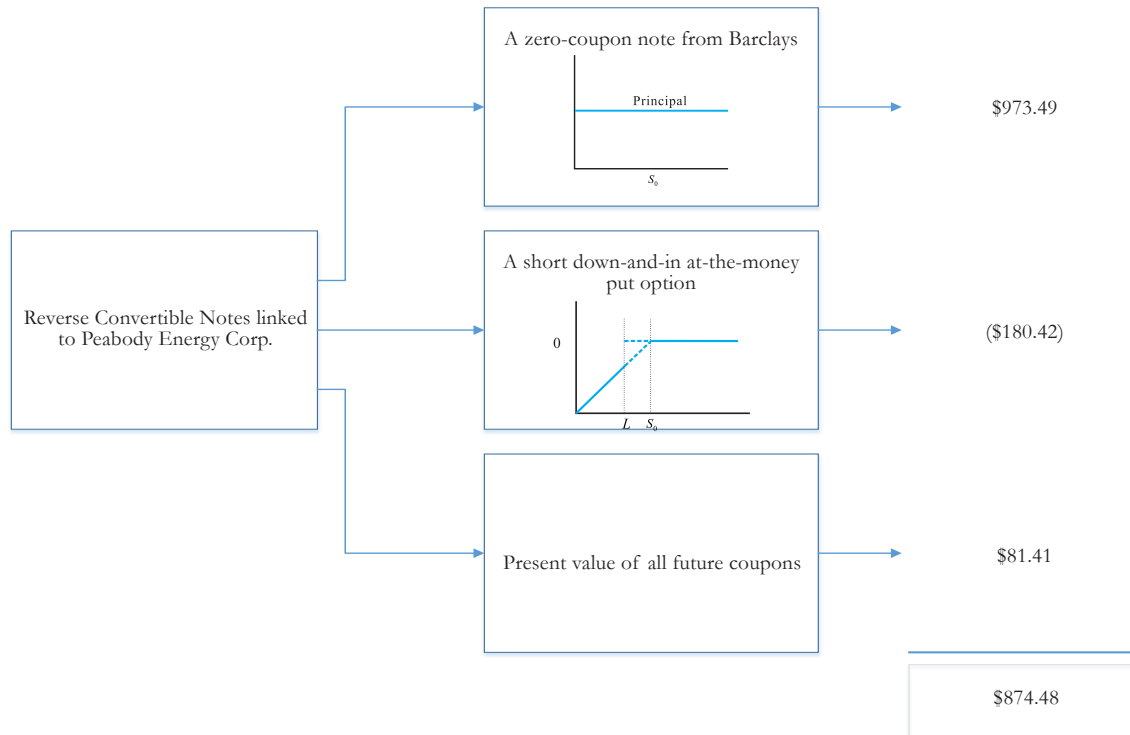 A zero-coupon note from Barclays
Principal
S₀
$973.49
Reverse Convertible Notes linked
to Peabody Energy Corp.
A short down-and-in at-the-money
put option
0
L S₀
($180.42)
Present value of all future coupons
$81.41
$874.48